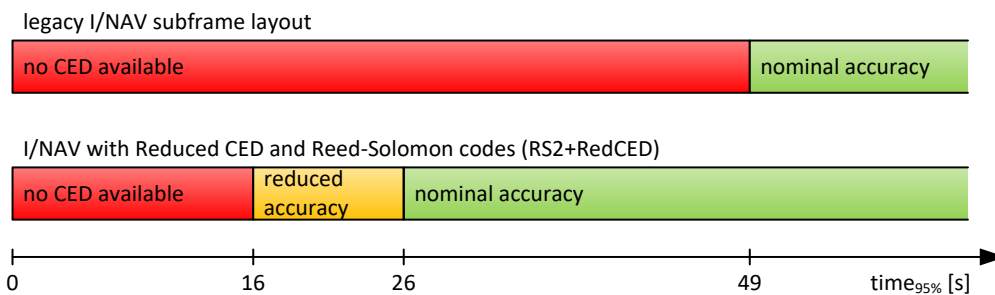 legacy I/NAV subframe layout
no CED available
nominal accuracy
I/NAV with Reduced CED and Reed-Solomon codes (RS2+RedCED)
no CED available
reduced
accuracy
nominal accuracy
0
16
26
49
time95% [s]